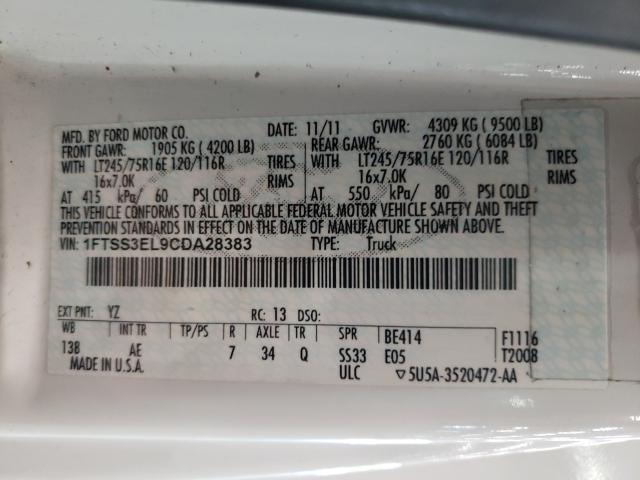 MFD. BY FORD MOTOR CO. DATE: 11/11 GVWR: 4309 KG ( 9500 LB)
FRONT GAWR: 1905 KG ( 4200 LB) REAR GAWR: 2760 KG ( 6084 LB)
WITH LT245/75R16E 120/116R TIRES WITH LT245/75R16E 120/116R TIRES
16x7.0K RIMS 16x7.0K RIMS
AT 415 kPa/ 60 PSI COLD AT 550 kPa/ 80 PSI COLD
THIS VEHICLE CONFORMS TO ALL APPLICABLE FEDERAL MOTOR VEHICLE SAFETY AND THEFT
PREVENTION STANDARDS IN EFFECT ON THE DATE OF MANUFACTURE SHOWN ABOVE.
VIN: 1FTSS3EL9CDA28383 TYPE: Truck
EXT PNT: YZ RC: 13 DSO:
WB INT TR TP/PS R AXLE TR SPR BE414 F1116
138 AE 7 34 Q SS33 E05 T2008
MADE IN U.S.A. ULC ▽5U5A-3520472-AA